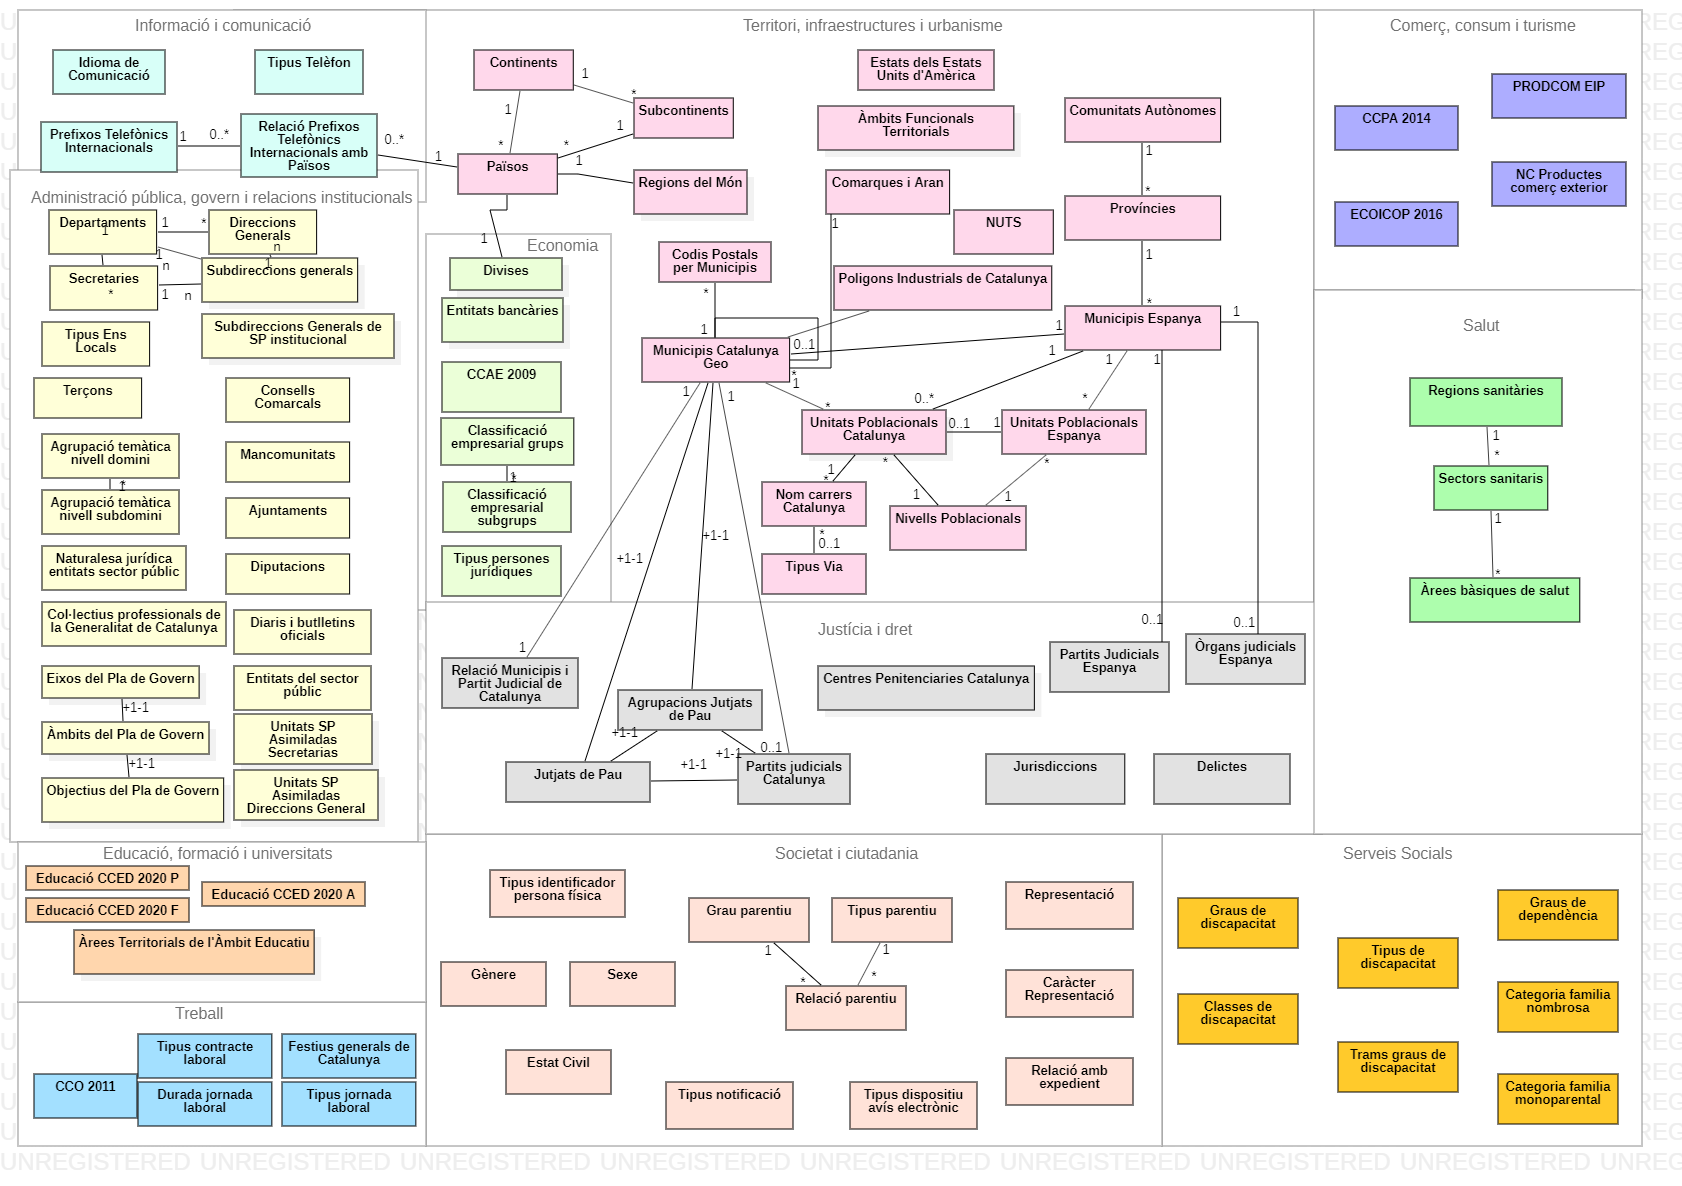 Informació i comunicació
Idioma de
Comunicació
Tipus Telèfon
Prefixos Telefònics
Internacionals
1
0..*
Relació Prefixos
Telefònics
Internacionals amb
Països
0..*
1
Territori, infraestructures i urbanisme
Continents
1
*
1
*
Subcontinents
1
*
Països
1
Regions del Món
Estats dels Estats
Units d'Amèrica
Àmbits Funcionals
Territorials
Comunitats Autònomes
1
*
Comarques i Aran
1
NUTS
Províncies
1
*
Codis Postals
per Municipis
*
1
Poligons Industrials de Catalunya
Municipis Espanya
1
1
1
1
1
Municipis Catalunya
Geo
0..1
*
1
1
1
*
0..*
*
Unitats Poblacionals
Catalunya
0..1
1
Unitats Poblacionals
Espanya
*
*
1
*
1
1
Nom carrers
Catalunya
*
0..1
Nivells Poblacionals
Tipus Via
+1-1
+1-1
Comerç, consum i turisme
PRODCOM EIP
CCPA 2014
NC Productes
comerç exterior
ECOICOP 2016
Administració pública, govern i relacions institucionals
Departaments
1
1
*
Direccions
Generals
n
1
1
n
Secretaries
*
1
n
Subdireccions generals
Tipus Ens
Locals
Subdireccions Generals de
SP institucional
Terçons
Consells
Comarcals
Agrupació temàtica
nivell domini
1
*
Mancomunitats
Agrupació temàtica
nivell subdomini
Ajuntaments
Naturalesa jurídica
entitats sector públic
Diputacions
Col·lectius professionals de
la Generalitat de Catalunya
Diaris i butlletins
oficials
Eixos del Pla de Govern
+1-1
Entitats del sector
públic
Àmbits del Pla de Govern
+1-1
Unitats SP
Asimiladas
Secretarias
Objectius del Pla de Govern
Unitats SP
Asimiladas
Direccions General
Economia
1
Divises
Entitats bancàries
CCAE 2009
Classificació
empresarial grups
1
*
Classificació
empresarial
subgrups
Tipus persones
jurídiques
Salut
Regions sanitàries
1
*
Sectors sanitaris
1
*
Àrees bàsiques de salut
Justícia i dret
0..1
0..1
1
Relació Municipis i
Partit Judicial de
Catalunya
Agrupacions Jutjats
de Pau
+1-1
+1-1
0..1
Centres Penitenciaries Catalunya
Partits Judicials
Espanya
Òrgans judicials
Espanya
Jutjats de Pau
+1-1
Partits judicials
Catalunya
Jurisdiccions
Delictes
Educació, formació i universitats
Educació CCED 2020 P
Educació CCED 2020 A
Educació CCED 2020 F
Àrees Territorials de l'Àmbit Educatiu
Treball
Tipus contracte
laboral
Festius generals de
Catalunya
CCO 2011
Durada jornada
laboral
Tipus jornada
laboral
Societat i ciutadania
Tipus identificador
persona física
Grau parentiu
1
*
Tipus parentiu
1
*
Representació
Gènere
Sexe
Relació parentiu
Caràcter
Representació
Estat Civil
Relació amb
expedient
Tipus notificació
Tipus dispositiu
avís electrònic
Serveis Socials
Graus de
discapacitat
Graus de
dependència
Tipus de
discapacitat
Classes de
discapacitat
Categoria familia
nombrosa
Trams graus de
discapacitat
Categoria familia
monoparental
UNREGISTERED UNREGISTERED UNREGISTERED UNREGISTERED UNREGISTERED UNREGISTERED UNREGISTERED UNREGISTERED